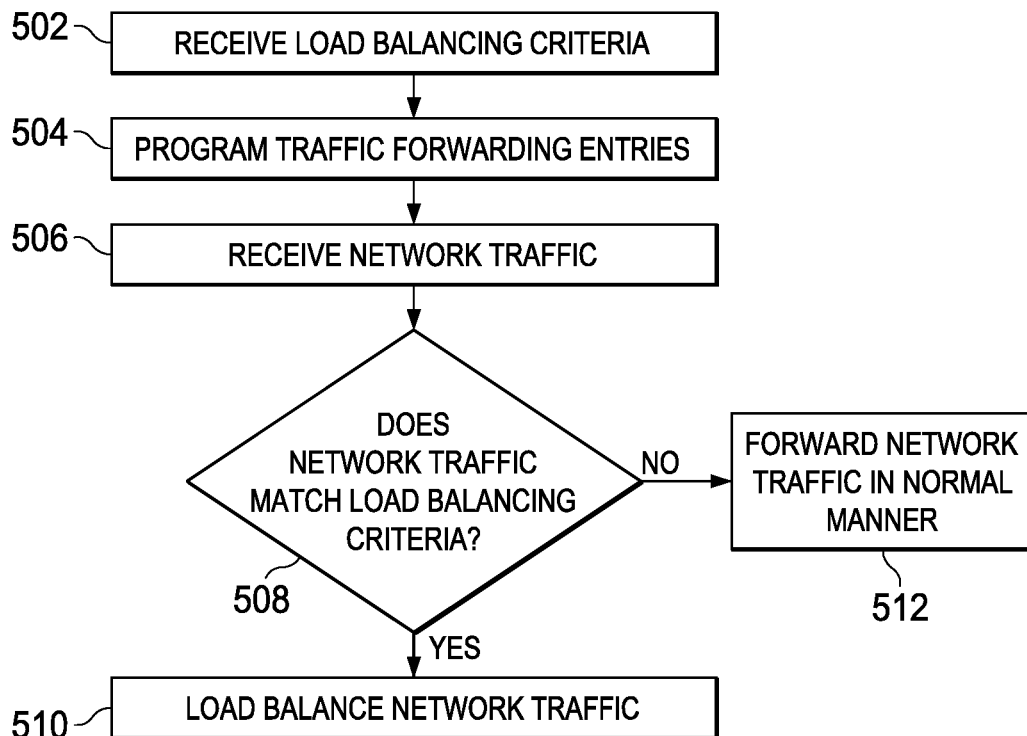 502
RECEIVE LOAD BALANCING CRITERIA
504
PROGRAM TRAFFIC FORWARDING ENTRIES
506
RECEIVE NETWORK TRAFFIC
DOES
NETWORK TRAFFIC
MATCH LOAD BALANCING
CRITERIA?
508
NO
FORWARD NETWORK
TRAFFIC IN NORMAL
MANNER
512
YES
510
LOAD BALANCE NETWORK TRAFFIC